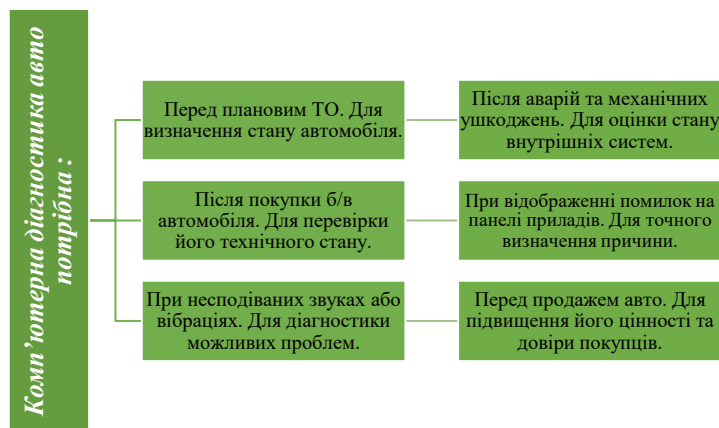 Комп’ютерна діагностика авто
потрібна :
Перед плановим ТО. Для
визначення стану автомобіля.
Після аварій та механічних
ушкоджень. Для оцінки стану
внутрішніх систем.
Після покупки б/в
автомобіля. Для перевірки
його технічного стану.
При відображенні помилок на
панелі приладів. Для точного
визначення причини.
При несподіваних звуках або
вібраціях. Для діагностики
можливих проблем.
Перед продажем авто. Для
підвищення його цінності та
довіри покупців.